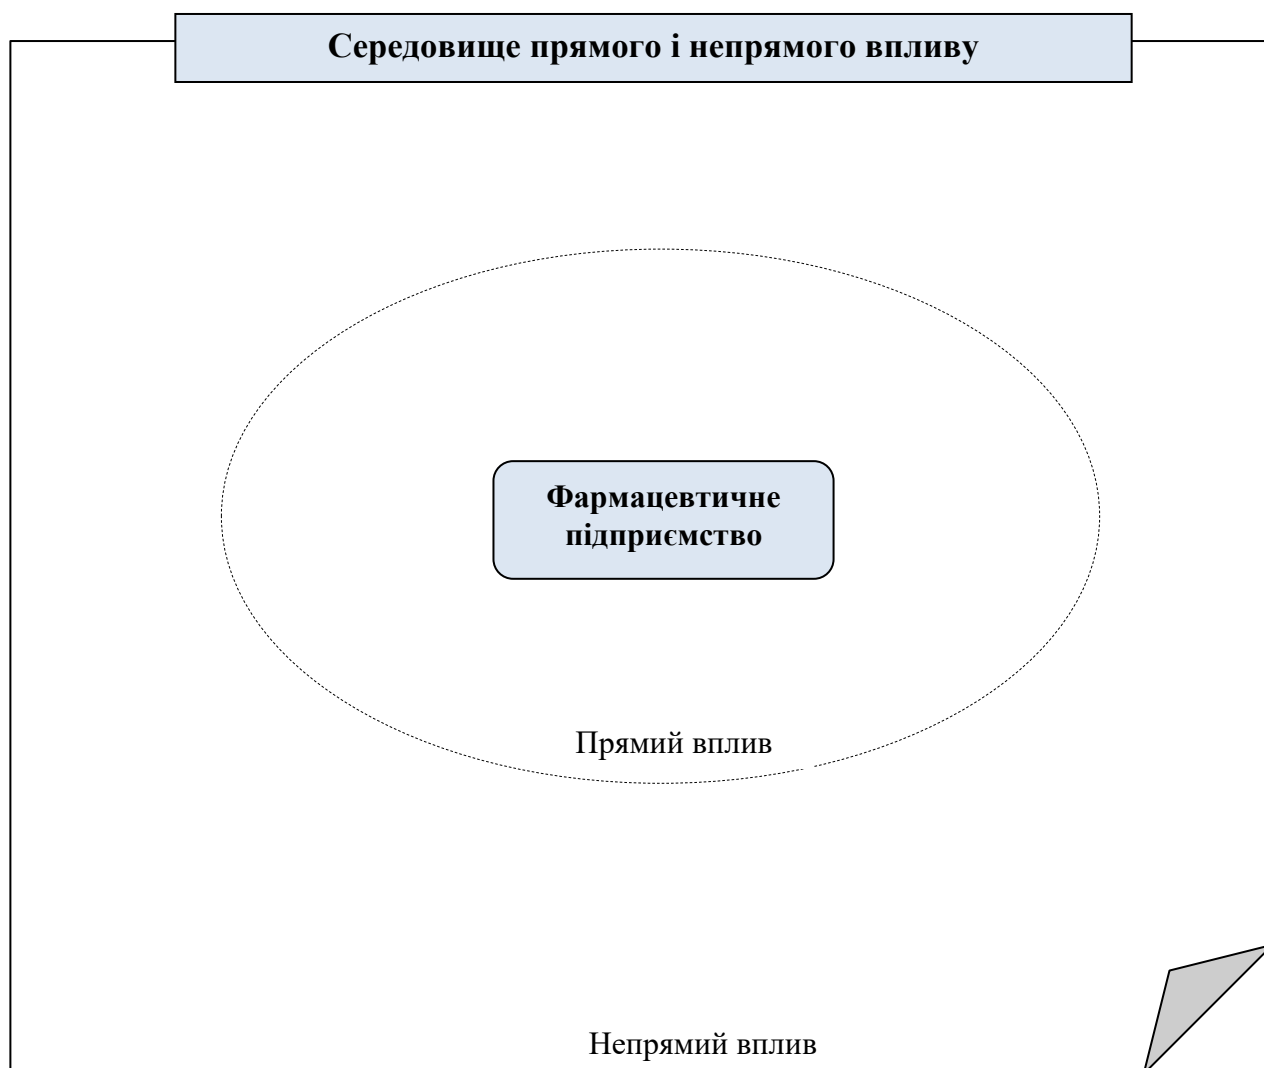 Середовище прямого і непрямого впливу
Фармацевтичне
підприємство
Прямий вплив
Непрямий вплив